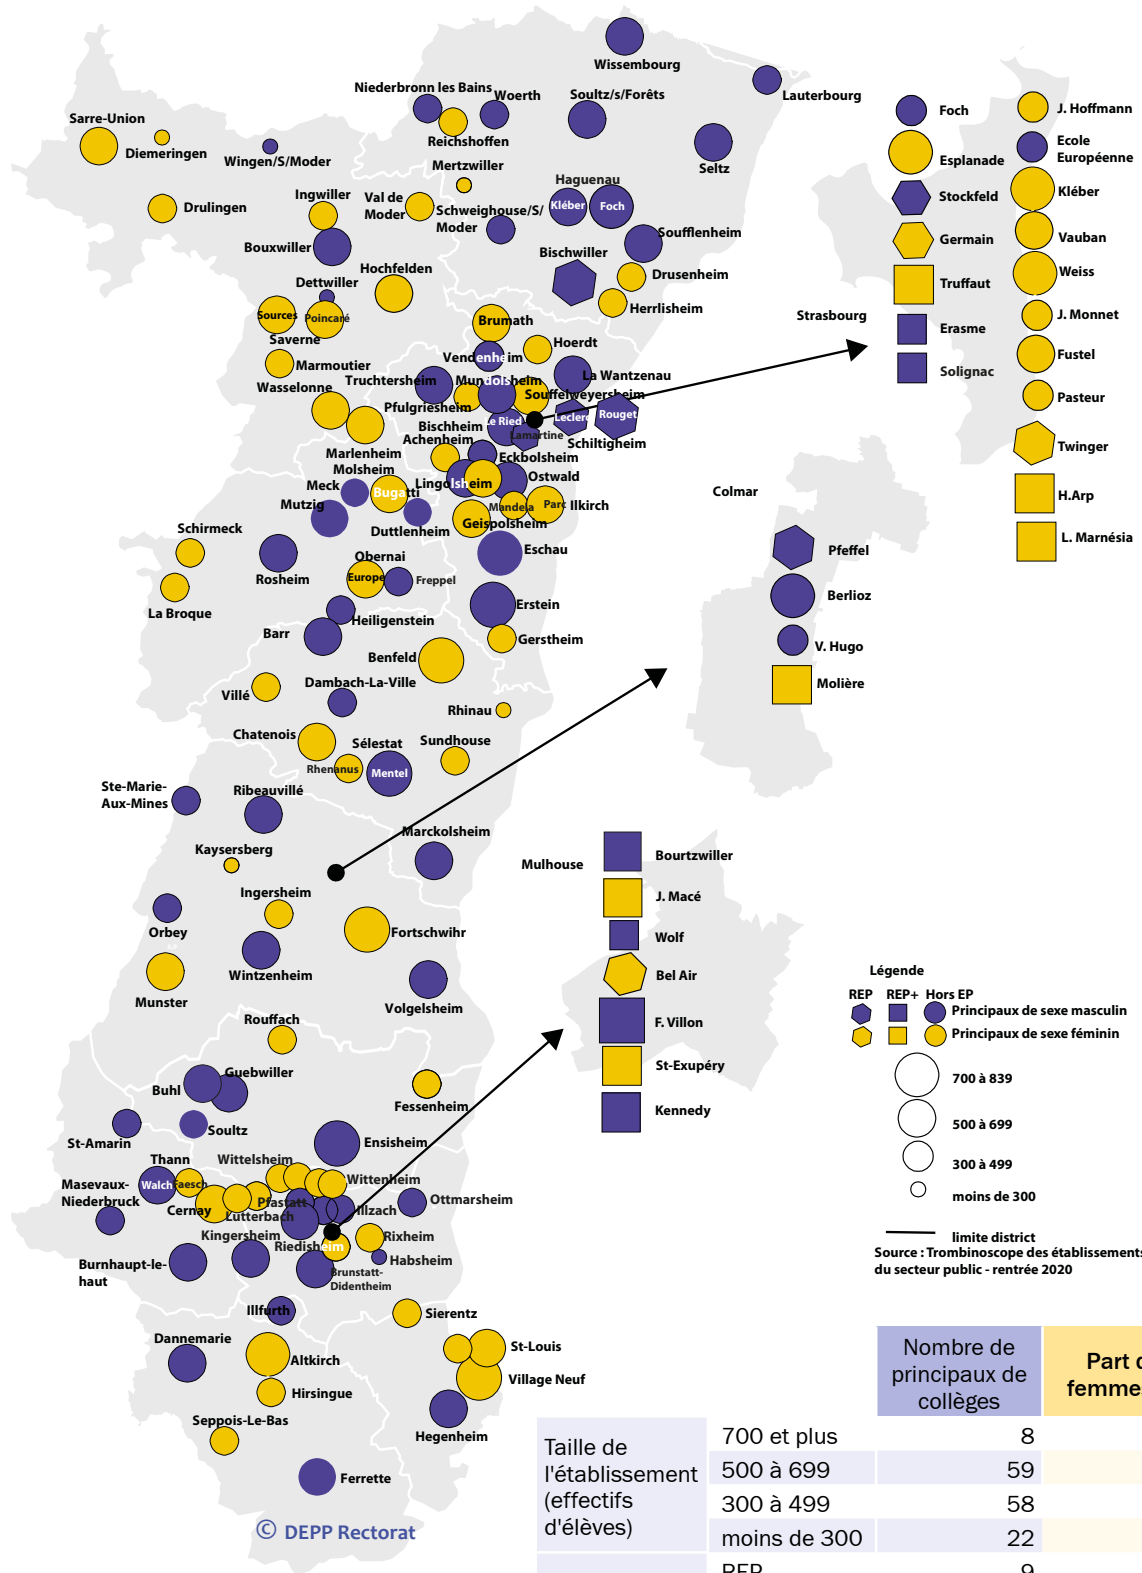 Wissembourg
Lauterbourg
Niederbronn les Bains
Woerth
Soultz/s/Forêts
Reichshoffen
Seltz
Sarre-Union
Diemeringen
Wingen/S/Moder
Mertzwiller
Haguenau
Kléber
Foch
Drulingen
Ingwiller
Val de
Moder
Schweighouse/S/
Moder
Soufflenheim
Bouxwiller
Bischwiller
Drusenheim
Hochfelden
Dettwiller
Herrlisheim
Sources
Poincaré
Saverne
Brumath
Hoerdt
Marmoutier
Vendenheim
Wasselonne
Truchtersheim
Mundolsheim
La Wantzenau
Souffelweyersheim
Pfulgriesheim
Le Ried
Leclerc
Rouget
Bischheim
Lamartine
Schiltigheim
Achenheim
Marlenheim
Eckbolsheim
Molsheim
Meck
Bugatti
Lingolsheim
Ostwald
Mutzig
Mandela
Parc
Ilkirch
Duttlenheim
Geispolsheim
Schirmeck
Eschau
Rosheim
Obernai
Europe
Freppel
La Broque
Erstein
Heiligenstein
Barr
Gerstheim
Benfeld
Villé
Dambach-La-Ville
Rhinau
Chatenois
Sélestat
Sundhouse
Rhenanus
Mentel
Ste-Marie-
Aux-Mines
Ribeauvillé
Marckolsheim
Kaysersberg
Ingersheim
Orbey
Fortschwihr
Wintzenheim
Munster
Volgelsheim
Rouffach
Guebwiller
Buhl
Fessenheim
Soultz
St-Amarin
Ensisheim
Thann
Wittelsheim
Walch
Faesch
Wittenheim
Masevaux-
Niederbruck
Pfastatt
Ottmarsheim
Cernay
Lutterbach
Illzach
Kingersheim
Rixheim
Riedisheim
Habsheim
Burnhaupt-le-
haut
Brunstatt-
Didentheim
Illfurth
Sierentz
Dannemarie
St-Louis
Altkirch
Village Neuf
Hirsingue
Seppois-Le-Bas
Hegenheim
Ferrette
© DEPP Rectorat
Strasbourg
Foch
Esplanade
Stockfeld
Germain
Truffaut
Erasme
Solignac
J. Hoffmann
Ecole
Européenne
Kléber
Vauban
Weiss
J. Monnet
Fustel
Pasteur
Twinger
H.Arp
L. Marnésia
Colmar
Pfeffel
Berlioz
V. Hugo
Molière
Mulhouse
Bourtzwiller
J. Macé
Wolf
Bel Air
F. Villon
St-Exupéry
Kennedy
Légende
REP REP+ Hors EP
Principaux de sexe masculin
Principaux de sexe féminin
700 à 839
500 à 699
300 à 499
moins de 300
limite district
Source : Trombinoscope des établissements
du secteur public - rentrée 2020
Nombre de
principaux de
collèges
Part d
femmes
Taille de
l'établissement
(effectifs
d'élèves)
700 et plus 8
500 à 699 59
300 à 499 58
moins de 300 22
REP 9